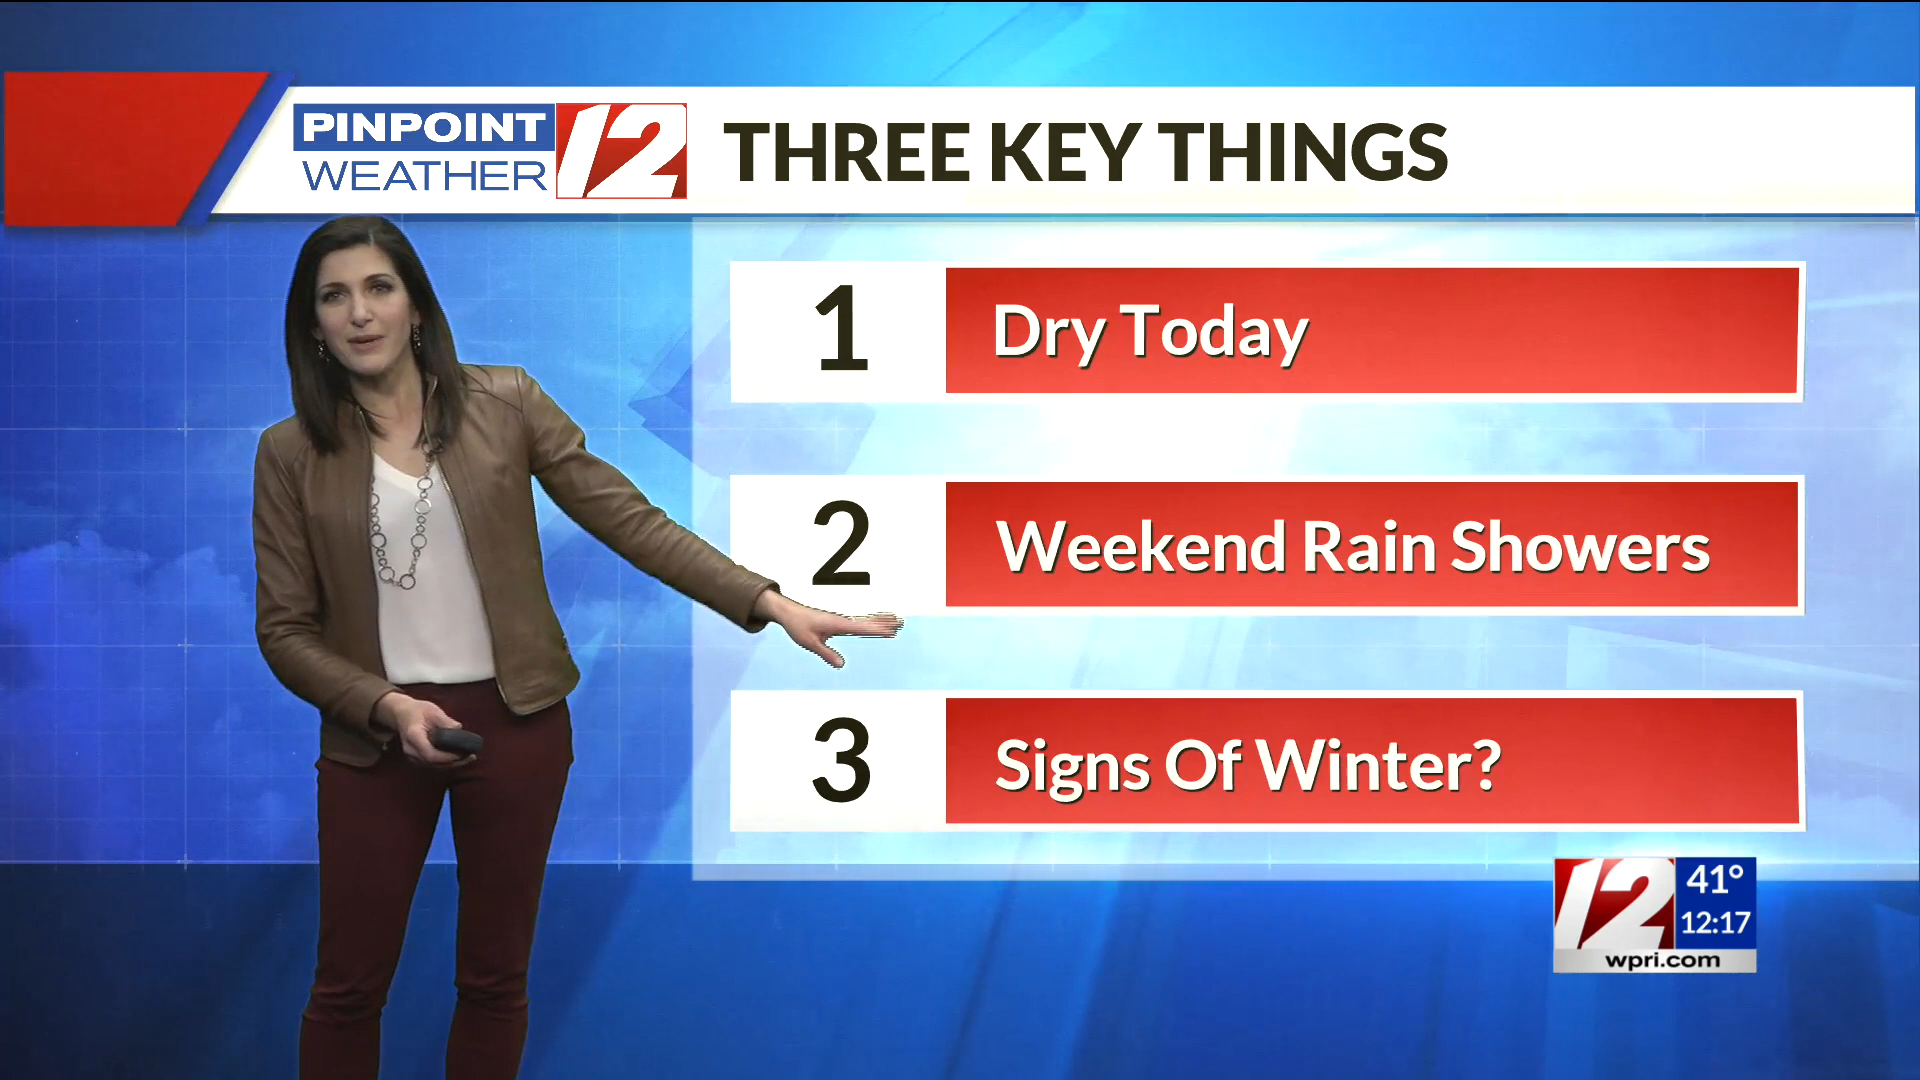 PINPOINT
WEATHER 12
THREE KEY THINGS
1 Dry Today
2 Weekend Rain Showers
3 Signs Of Winter?
12 41°
12:17
wpri.com